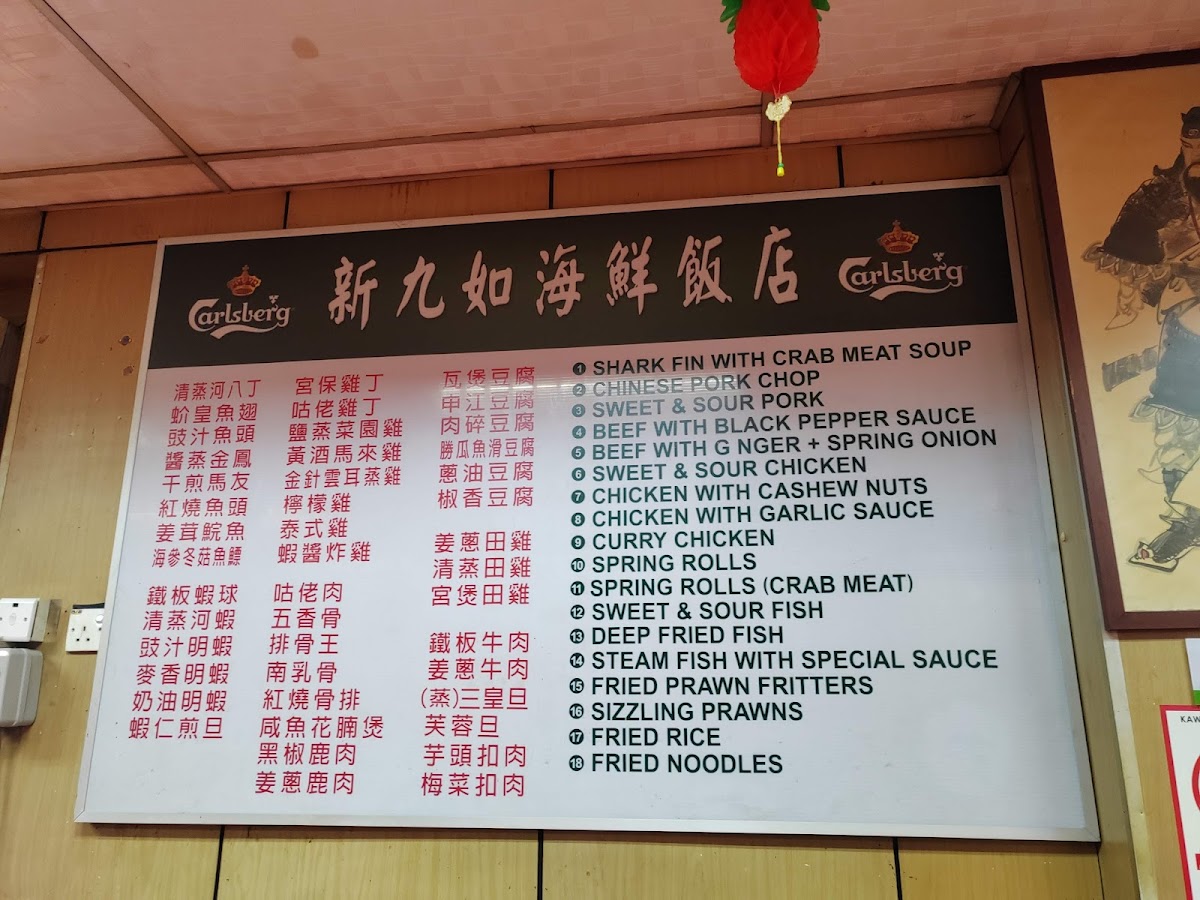 Carlsberg
新九如海鮮飯店
Carlsberg
清蒸河八丁
蚧皇魚翅
豉汁魚頭
醬蒸金鳳
干煎馬友
紅燒魚頭
姜茸鯇魚
海參冬菇魚鰾
鐵板蝦球
清蒸河蝦
豉汁明蝦
麥香明蝦
奶油明蝦
蝦仁煎旦
宮保雞丁
咕佬雞丁
鹽蒸菜園雞
黃酒馬來雞
金針雲耳蒸雞
檸檬雞
泰式雞
蝦醬炸雞
咕佬肉
五香骨
排骨王
南乳骨
紅燒骨排
咸魚花腩煲
黑椒鹿肉
姜蔥鹿肉
瓦煲豆腐
申江豆腐
肉碎豆腐
勝瓜魚滑豆腐
蔥油豆腐
椒香豆腐
姜蔥田雞
清蒸田雞
宮煲田雞
鐵板牛肉
姜蔥牛肉
(蒸)三皇旦
芙蓉旦
芋頭扣肉
梅菜扣肉
1 SHARK FIN WITH CRAB MEAT SOUP
2 CHINESE PORK CHOP
3 SWEET & SOUR PORK
4 BEEF WITH BLACK PEPPER SAUCE
5 BEEF WITH G NGER + SPRING ONION
6 SWEET & SOUR CHICKEN
7 CHICKEN WITH CASHEW NUTS
8 CHICKEN WITH GARLIC SAUCE
9 CURRY CHICKEN
10 SPRING ROLLS
11 SPRING ROLLS (CRAB MEAT)
12 SWEET & SOUR FISH
13 DEEP FRIED FISH
14 STEAM FISH WITH SPECIAL SAUCE
15 FRIED PRAWN FRITTERS
16 SIZZLING PRAWNS
17 FRIED RICE
18 FRIED NOODLES
KAW